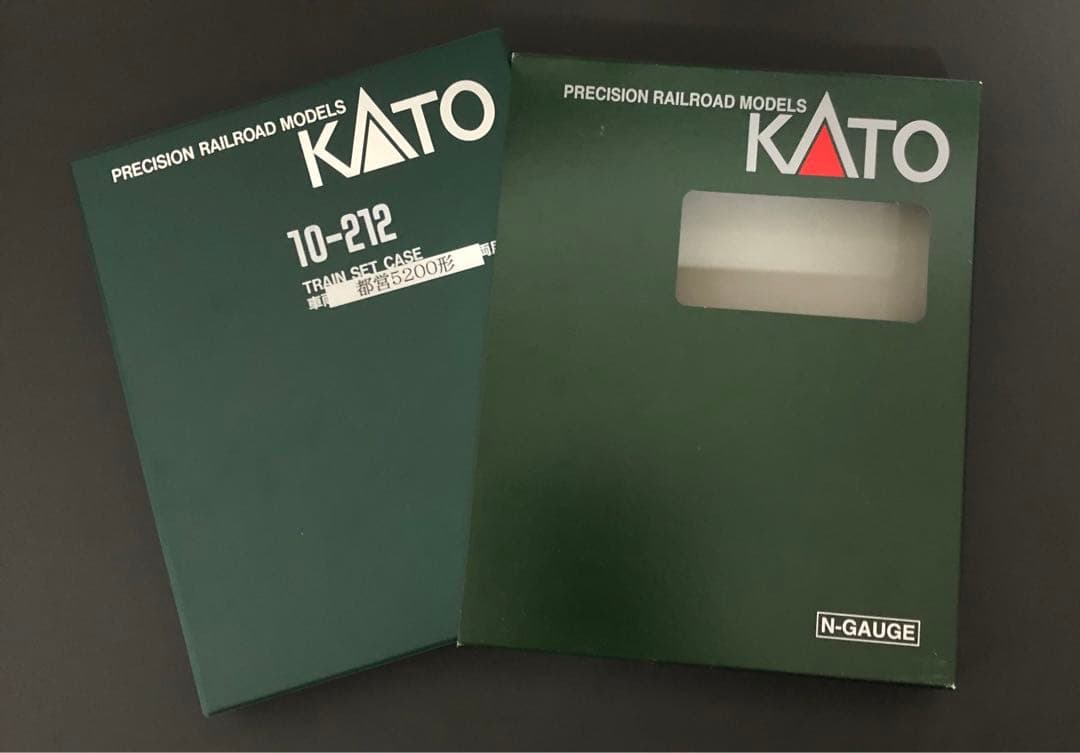 PRECISION RAILROAD MODELS
KATO
10-212
TRAIN SET CASE
都営5200形
PRECISION RAILROAD MODELS
KATO
N-GAUGE